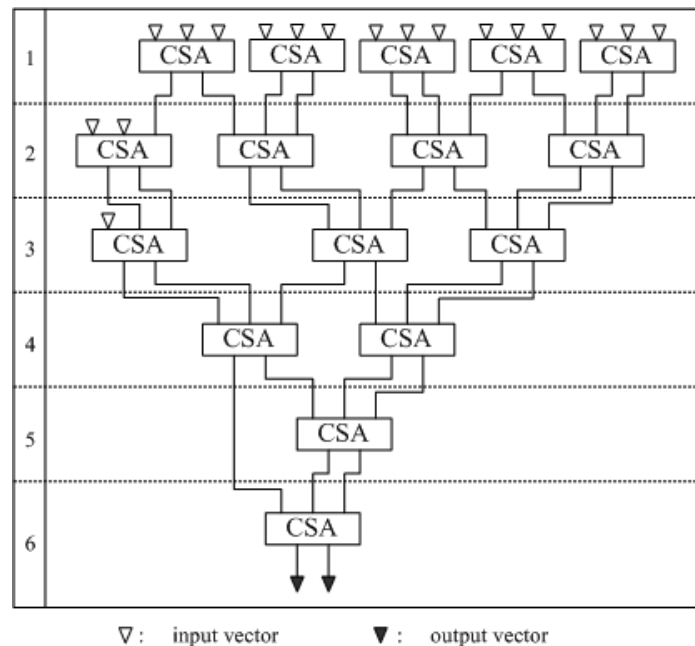 1 CSA CSA CSA CSA CSA
2 CSA CSA CSA CSA
3 CSA CSA CSA
4 CSA CSA
5 CSA
6 CSA
▽ : input vector ▼ : output vector